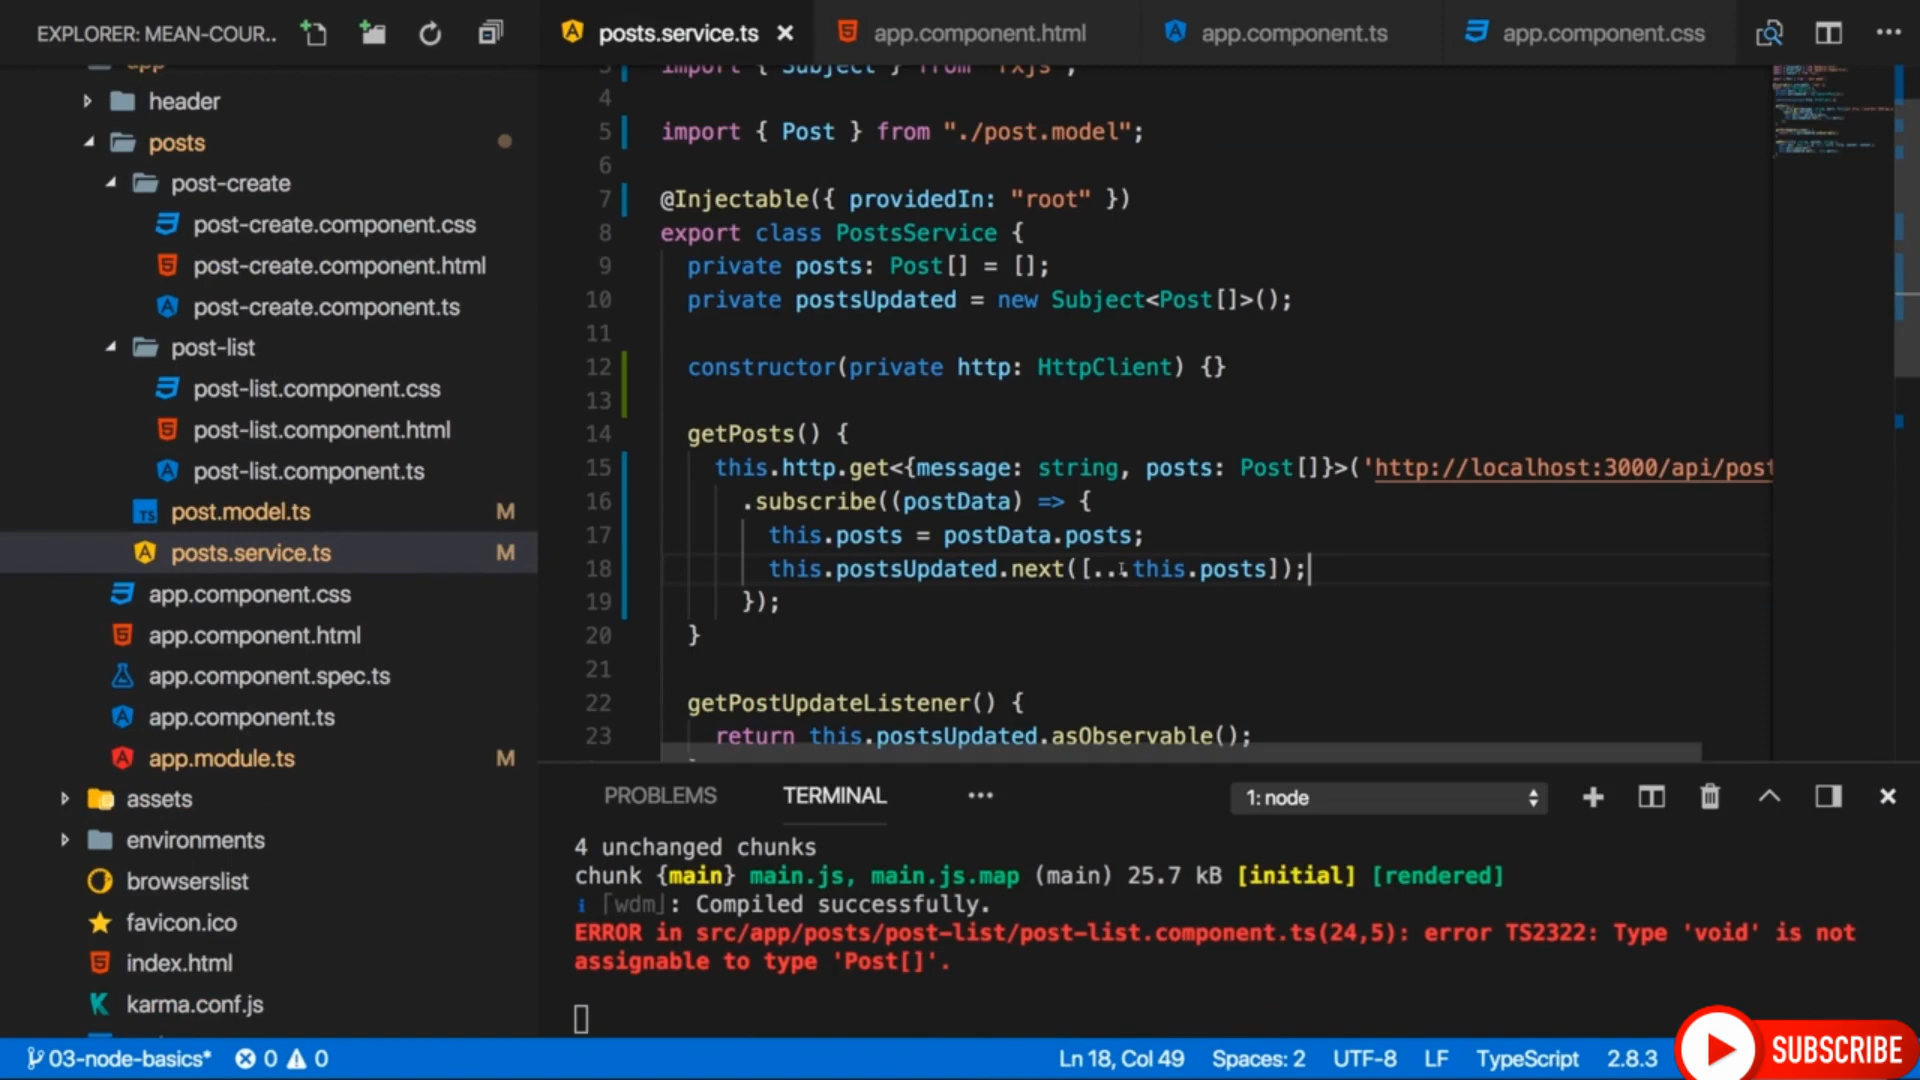 EXPLORER: MEAN-COUR..
posts.service.ts
app.component.html
app.component.ts
app.component.css
app
header
posts
post-create
post-create.component.css
post-create.component.html
post-create.component.ts
post-list
post-list.component.css
post-list.component.html
post-list.component.ts
post.model.ts M
posts.service.ts M
app.component.css
app.component.html
app.component.spec.ts
app.component.ts
app.module.ts M
assets
environments
browserslist
favicon.ico
index.html
karma.conf.js
3 import { Subject } from 'rxjs';
4
5 import { Post } from "./post.model";
6
7 @Injectable({ providedIn: "root" })
8 export class PostsService {
9 private posts: Post[] = [];
10 private postsUpdated = new Subject<Post[]>();
11
12 constructor(private http: HttpClient) {}
13
14 getPosts() {
15 this.http.get<{message: string, posts: Post[]}>('http://localhost:3000/api/post
16 .subscribe((postData) => {
17 this.posts = postData.posts;
18 this.postsUpdated.next([...this.posts]);
19 });
20 }
21
22 getPostUpdateListener() {
23 return this.postsUpdated.asObservable();
PROBLEMS
TERMINAL
1: node
4 unchanged chunks
chunk {main} main.js, main.js.map (main) 25.7 kB [initial] [rendered]
i ｢wdm｣: Compiled successfully.
ERROR in src/app/posts/post-list/post-list.component.ts(24,5): error TS2322: Type 'void' is not
assignable to type 'Post[]'.
03-node-basics* 0 0
Ln 18, Col 49 Spaces: 2 UTF-8 LF TypeScript 2.8.3
SUBSCRIBE